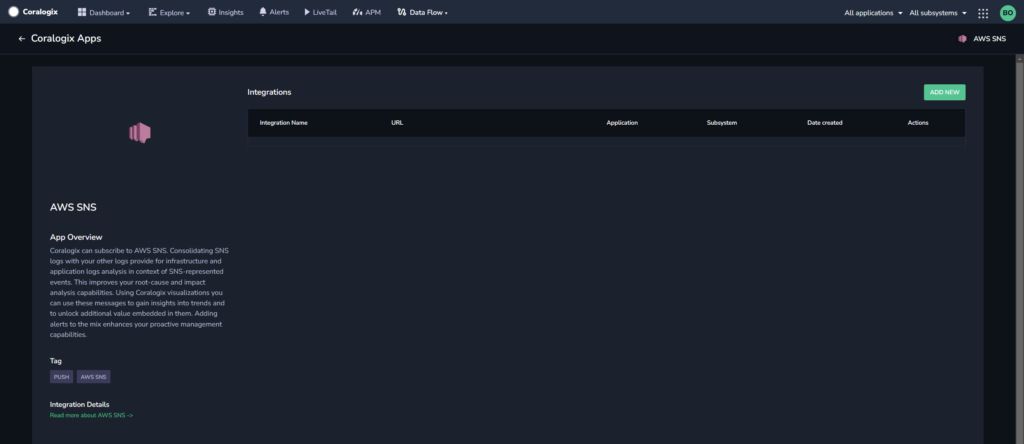 Coralogix Dashboard Explore Insights Alerts LiveTail APM Data Flow All applications All subsystems BO
← Coralogix Apps AWS SNS
Integrations ADD NEW
Integration Name URL Application Subsystem Date created Actions
AWS SNS
App Overview
Coralogix can subscribe to AWS SNS. Consolidating SNS
logs with your other logs provide for infrastructure and
application logs analysis in context of SNS-represented
events. This improves your root-cause and impact
analysis capabilities. Using Coralogix visualizations you
can use these messages to gain insights into trends and
to unlock additional value embedded in them. Adding
alerts to the mix enhances your proactive management
capabilities.
Tag
PUSH AWS SNS
Integration Details
Read more about AWS SNS ->